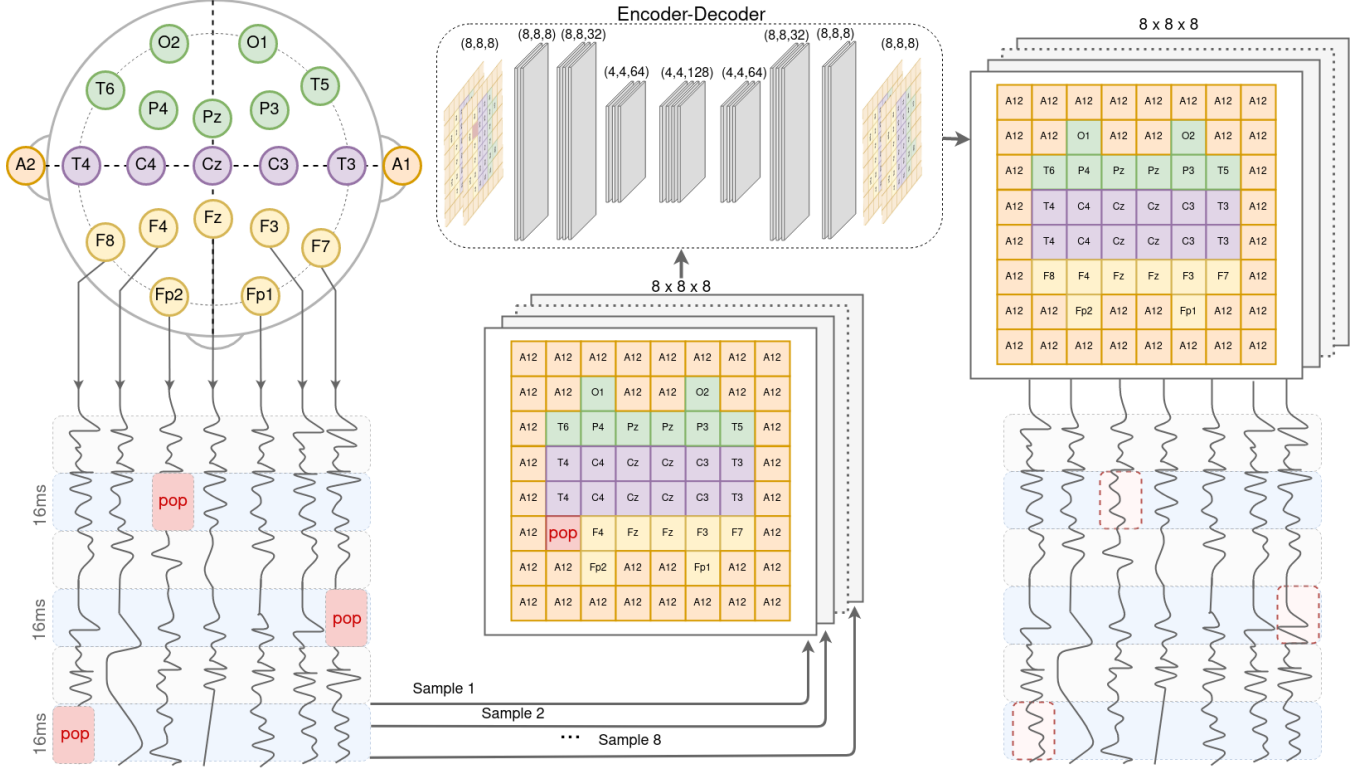 O2 O1
T6 T5
P4 Pz P3
A2 T4 C4 Cz C3 T3 A1
F8 F4 Fz F3 F7
Fp2 Fp1
16ms pop
16ms pop
16ms pop
Encoder-Decoder
(8,8,8) (8,8,8) (8,8,32) (4,4,64) (4,4,128) (4,4,64) (8,8,32) (8,8,8) (8,8,8)
8 x 8 x 8
A12 A12 A12 A12 A12 A12 A12 A12
A12 A12 O1 A12 A12 O2 A12 A12
A12 T6 P4 Pz Pz P3 T5 A12
A12 T4 C4 Cz Cz C3 T3 A12
A12 T4 C4 Cz Cz C3 T3 A12
A12 pop F4 Fz Fz F3 F7 A12
A12 A12 Fp2 A12 A12 Fp1 A12 A12
A12 A12 A12 A12 A12 A12 A12 A12
Sample 1
Sample 2
... Sample 8
8 x 8 x 8
A12 A12 A12 A12 A12 A12 A12 A12
A12 A12 O1 A12 A12 O2 A12 A12
A12 T6 P4 Pz Pz P3 T5 A12
A12 T4 C4 Cz Cz C3 T3 A12
A12 T4 C4 Cz Cz C3 T3 A12
A12 F8 F4 Fz Fz F3 F7 A12
A12 A12 Fp2 A12 A12 Fp1 A12 A12
A12 A12 A12 A12 A12 A12 A12 A12